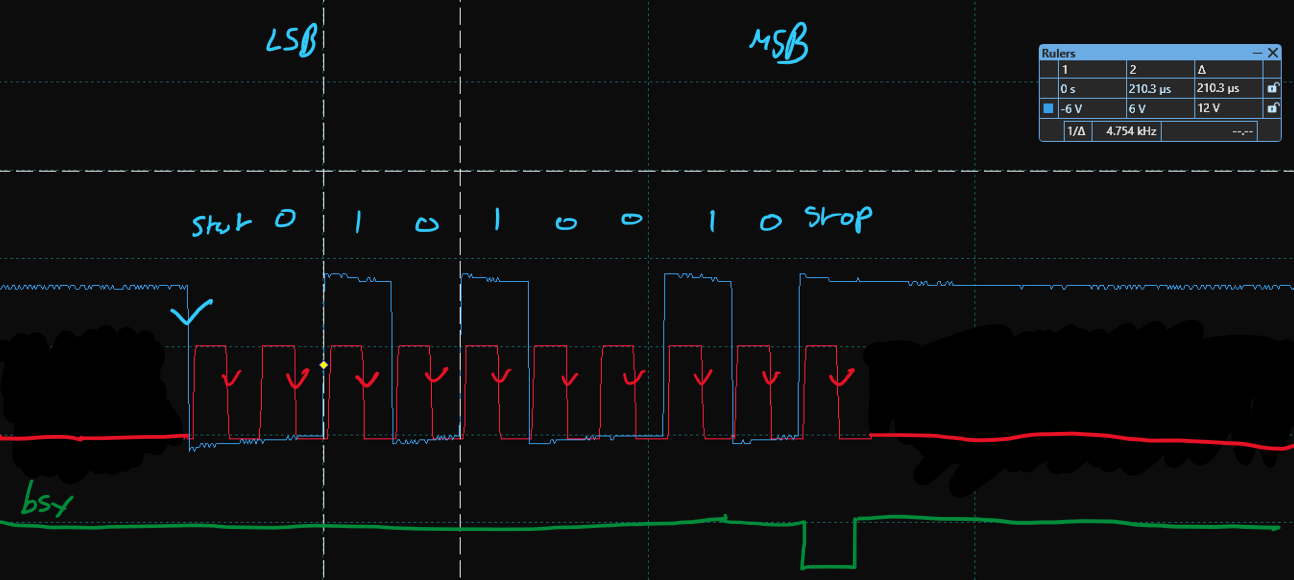 LSB MSB
Rulers
1 2 Δ
0 s 210.3 µs 210.3 µs
-6 V 6 V 12 V
1/Δ 4.754 kHz --.--
Start 0 1 0 1 0 0 1 0 Stop
bsy